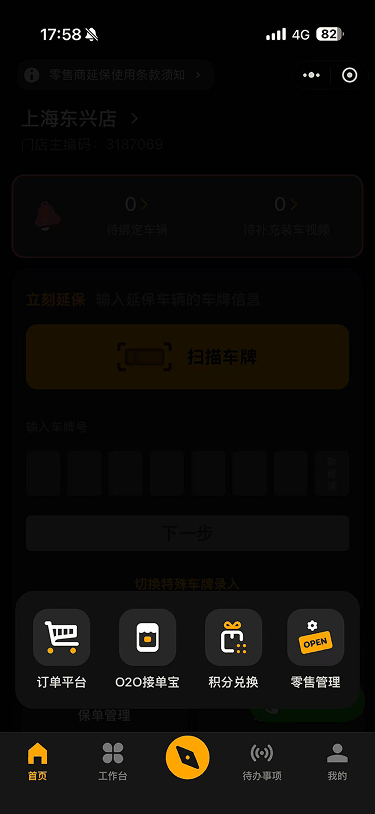 17:58
4G 82
零售商延保使用条款须知
上海东兴店
门店主编码：3187069
0
0
待绑定车辆
待补充装车视频
立刻延保 输入延保车辆的车牌信息
扫描车牌
输入车牌号
新能源
下一步
切换特殊车牌录入
OPEN
订单平台
O2O接单宝
积分兑换
零售管理
保单管理
首页
工作台
待办事项
我的